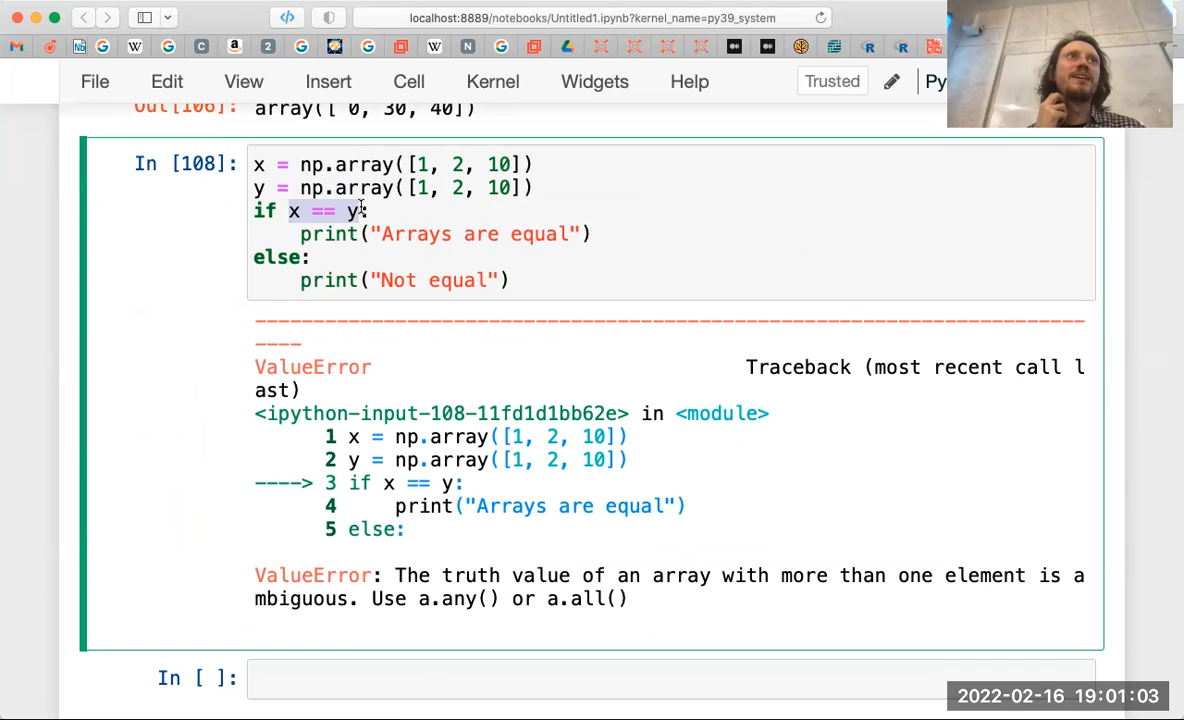 localhost:8889/notebooks/Untitled1.ipynb?kernel_name=py39_system
File Edit View Insert Cell Kernel Widgets Help Trusted Py
Out[106]: array([ 0, 30, 40])
In [108]: x = np.array([1, 2, 10])
y = np.array([1, 2, 10])
if x == y:
    print("Arrays are equal")
else:
    print("Not equal")
-----------------------------------------------------------------------
----
ValueError                                Traceback (most recent call l
ast)
<ipython-input-108-11fd1d1bb62e> in <module>
      1 x = np.array([1, 2, 10])
      2 y = np.array([1, 2, 10])
----> 3 if x == y:
      4     print("Arrays are equal")
      5 else:
ValueError: The truth value of an array with more than one element is a
mbiguous. Use a.any() or a.all()
In [ ]:
2022-02-16 19:01:03